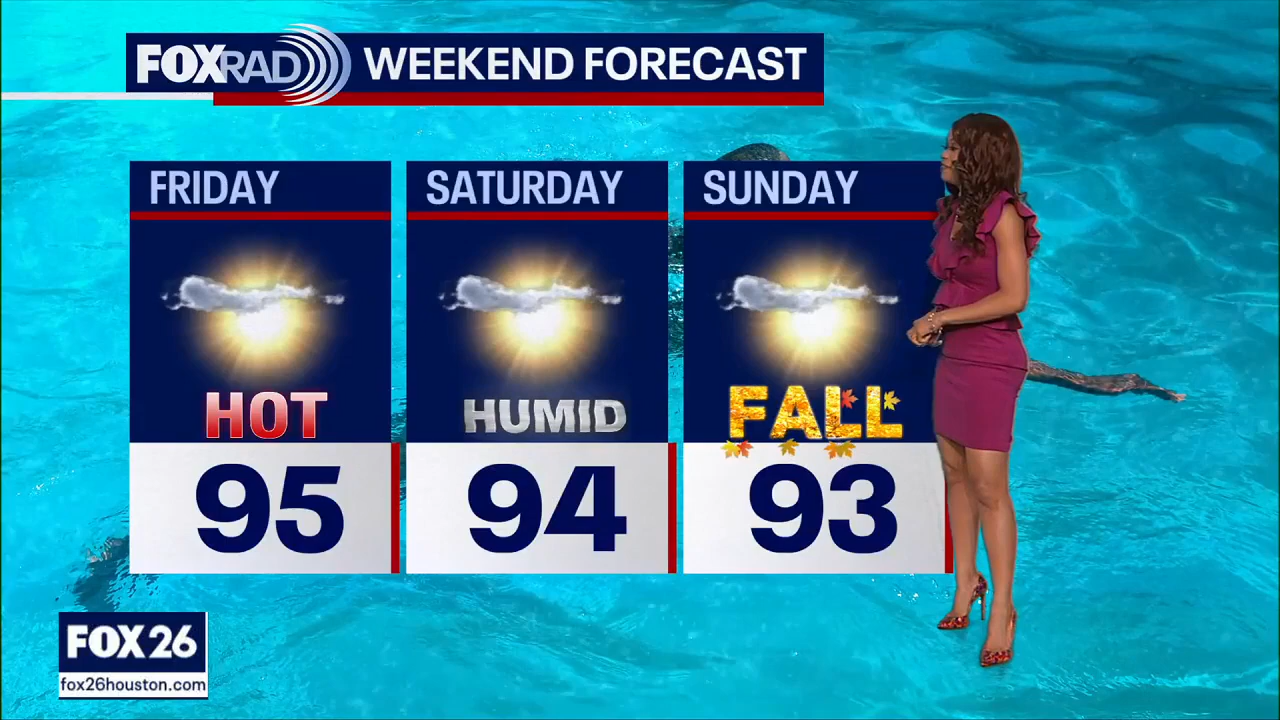 FOXRAD WEEKEND FORECAST
FRIDAY
HOT
95
SATURDAY
HUMID
94
SUNDAY
FALL
93
FOX 26
fox26houston.com